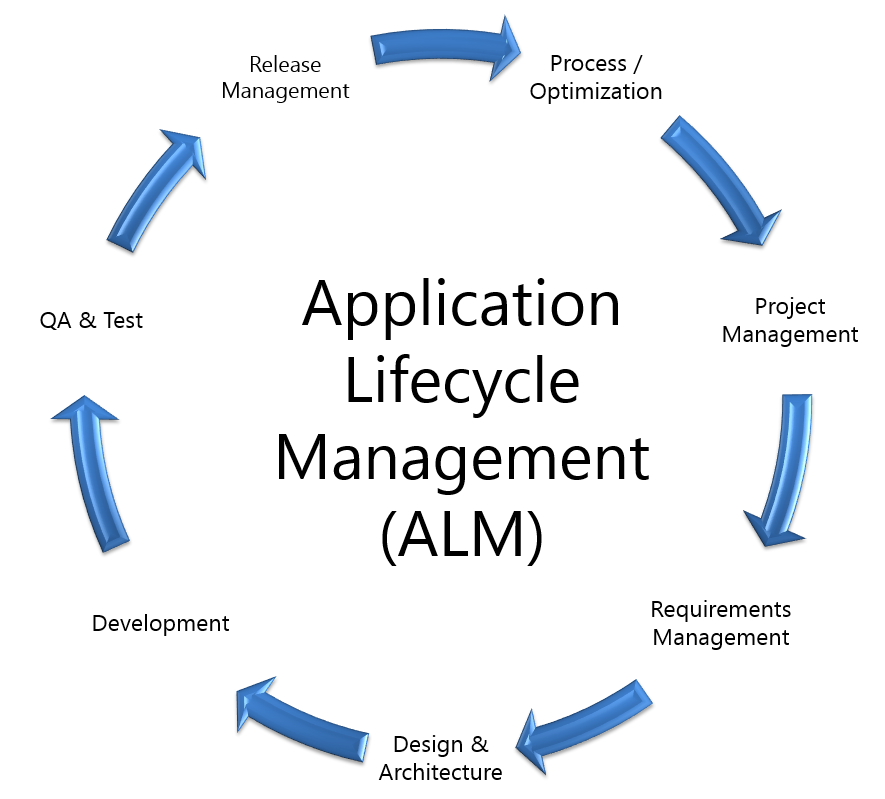 Release
Management
Process /
Optimization
Project
Management
Requirements
Management
Design &
Architecture
Development
QA & Test
Application
Lifecycle
Management
(ALM)